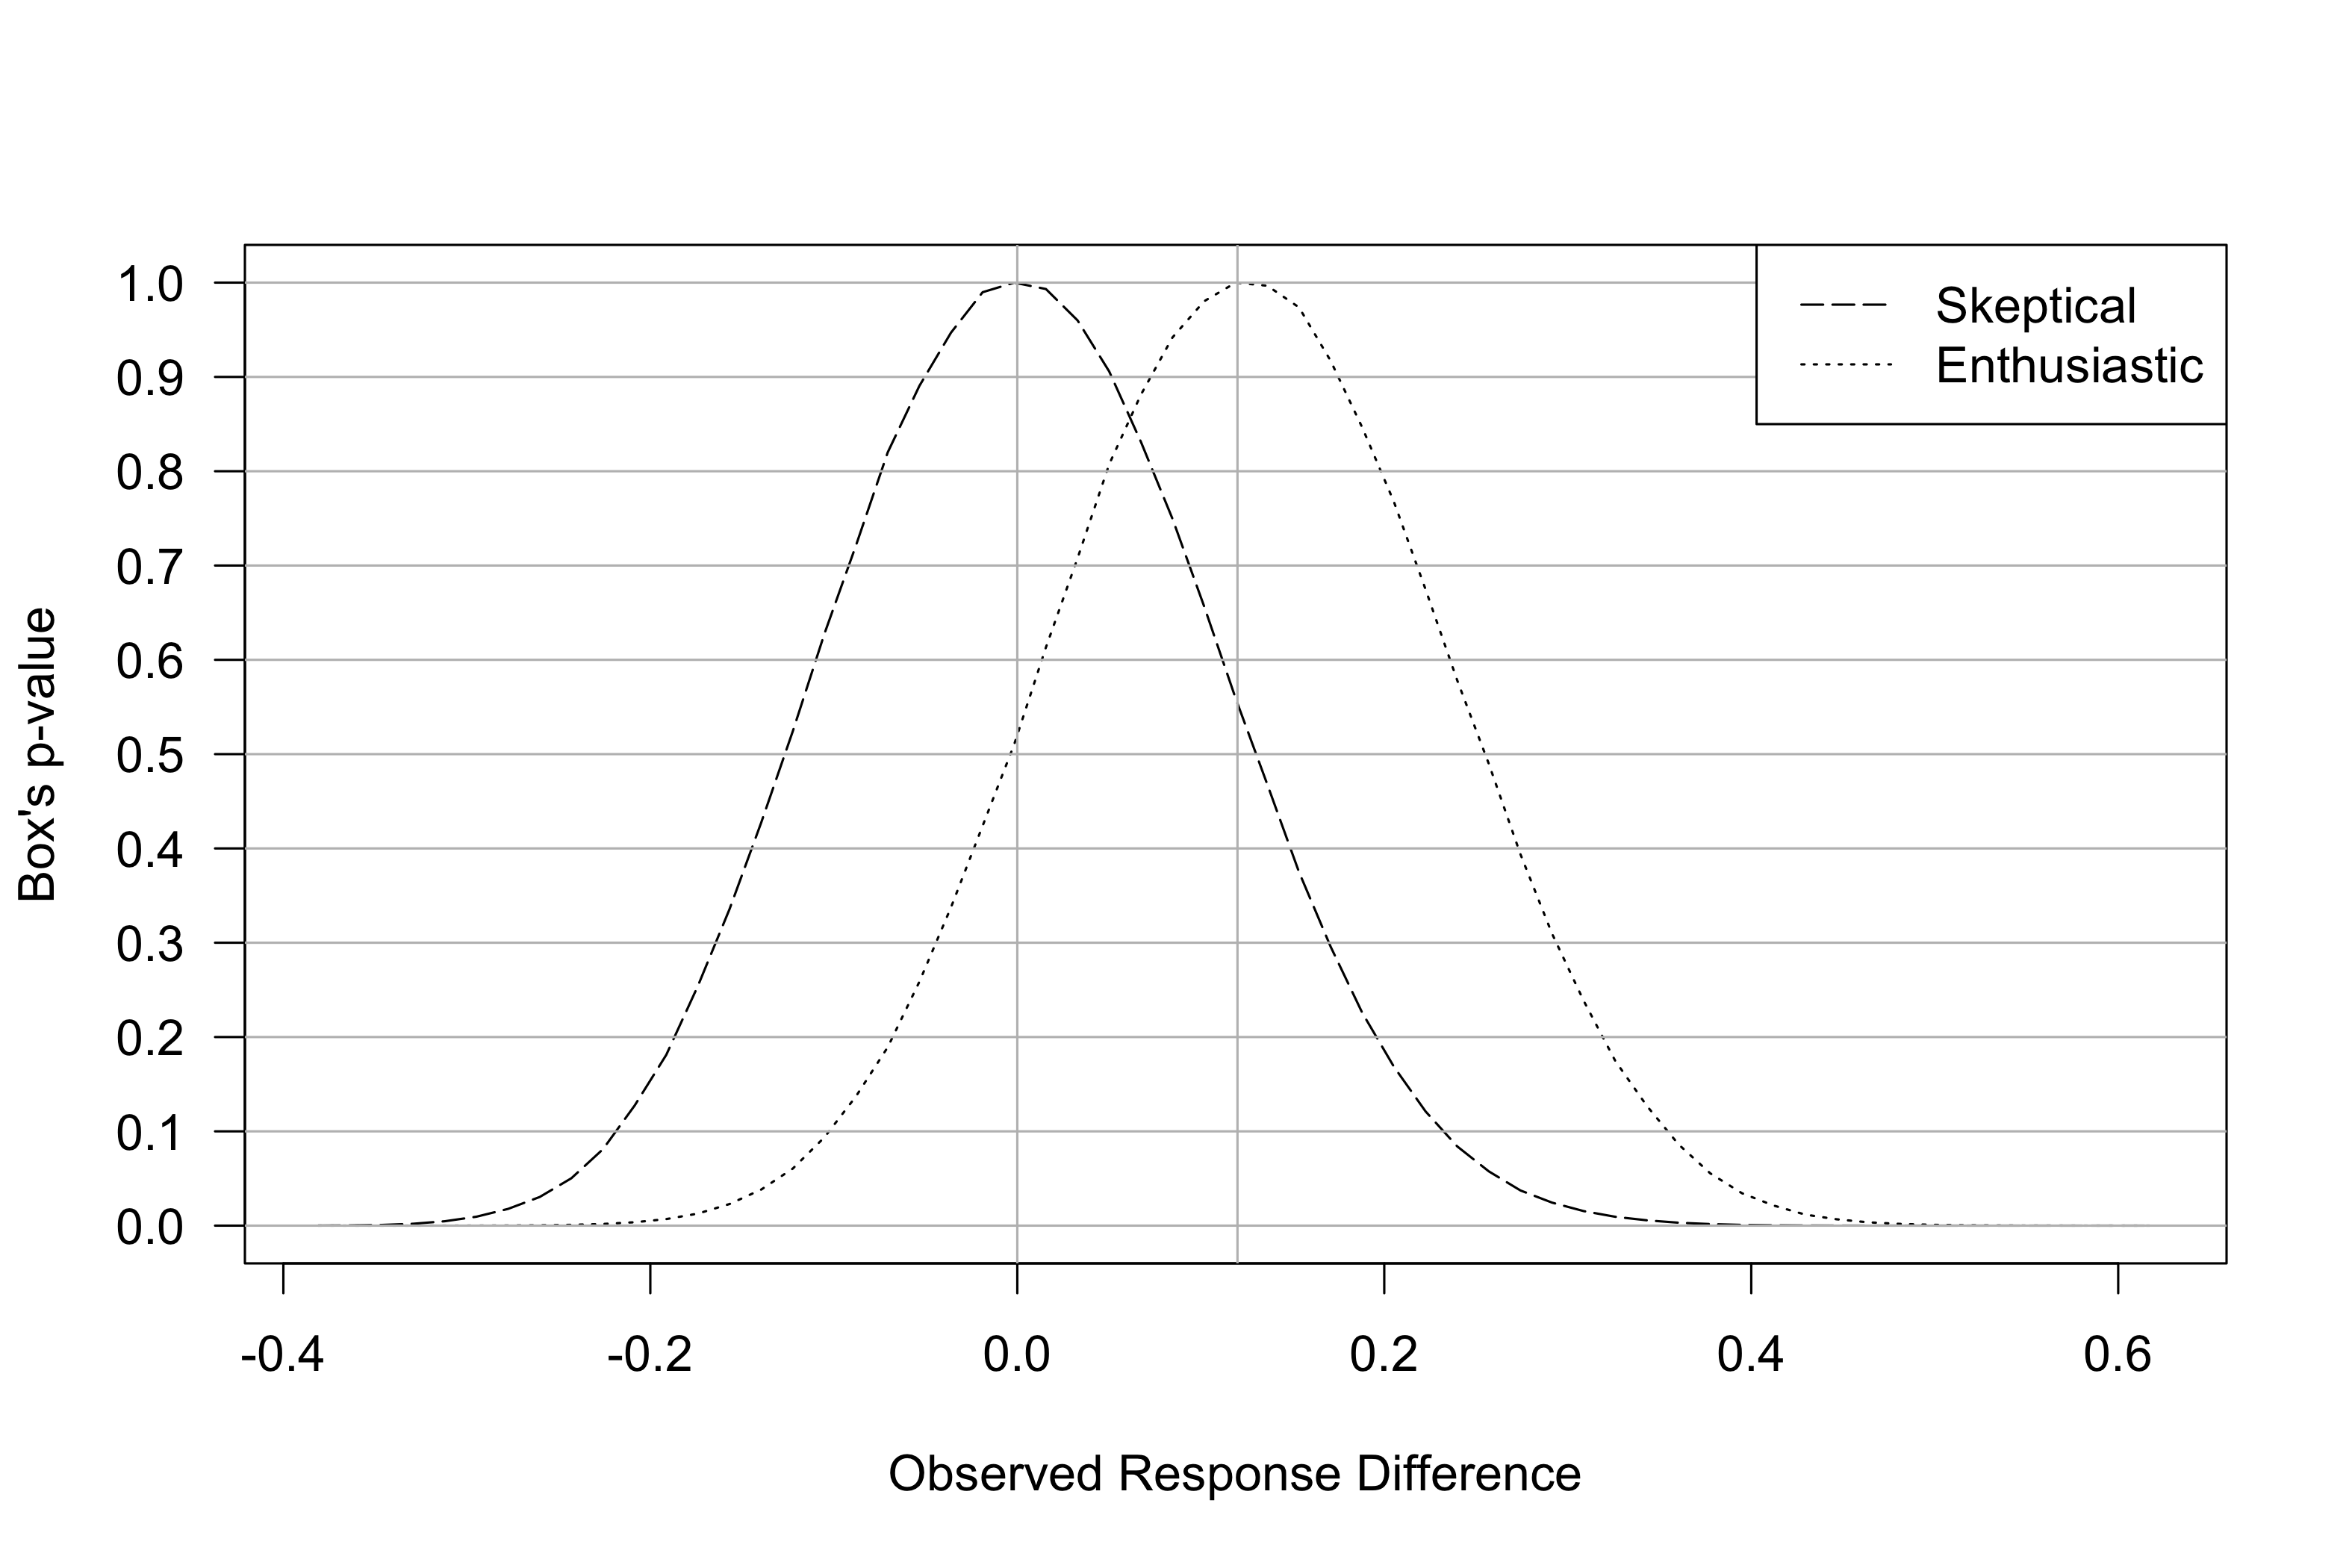 1.0
0.9
0.8
0.7
0.6
0.5
0.4
0.3
0.2
0.1
0.0
Box's p-value
Skeptical
Enthusiastic
-0.4 -0.2 0.0 0.2 0.4 0.6
Observed Response Difference